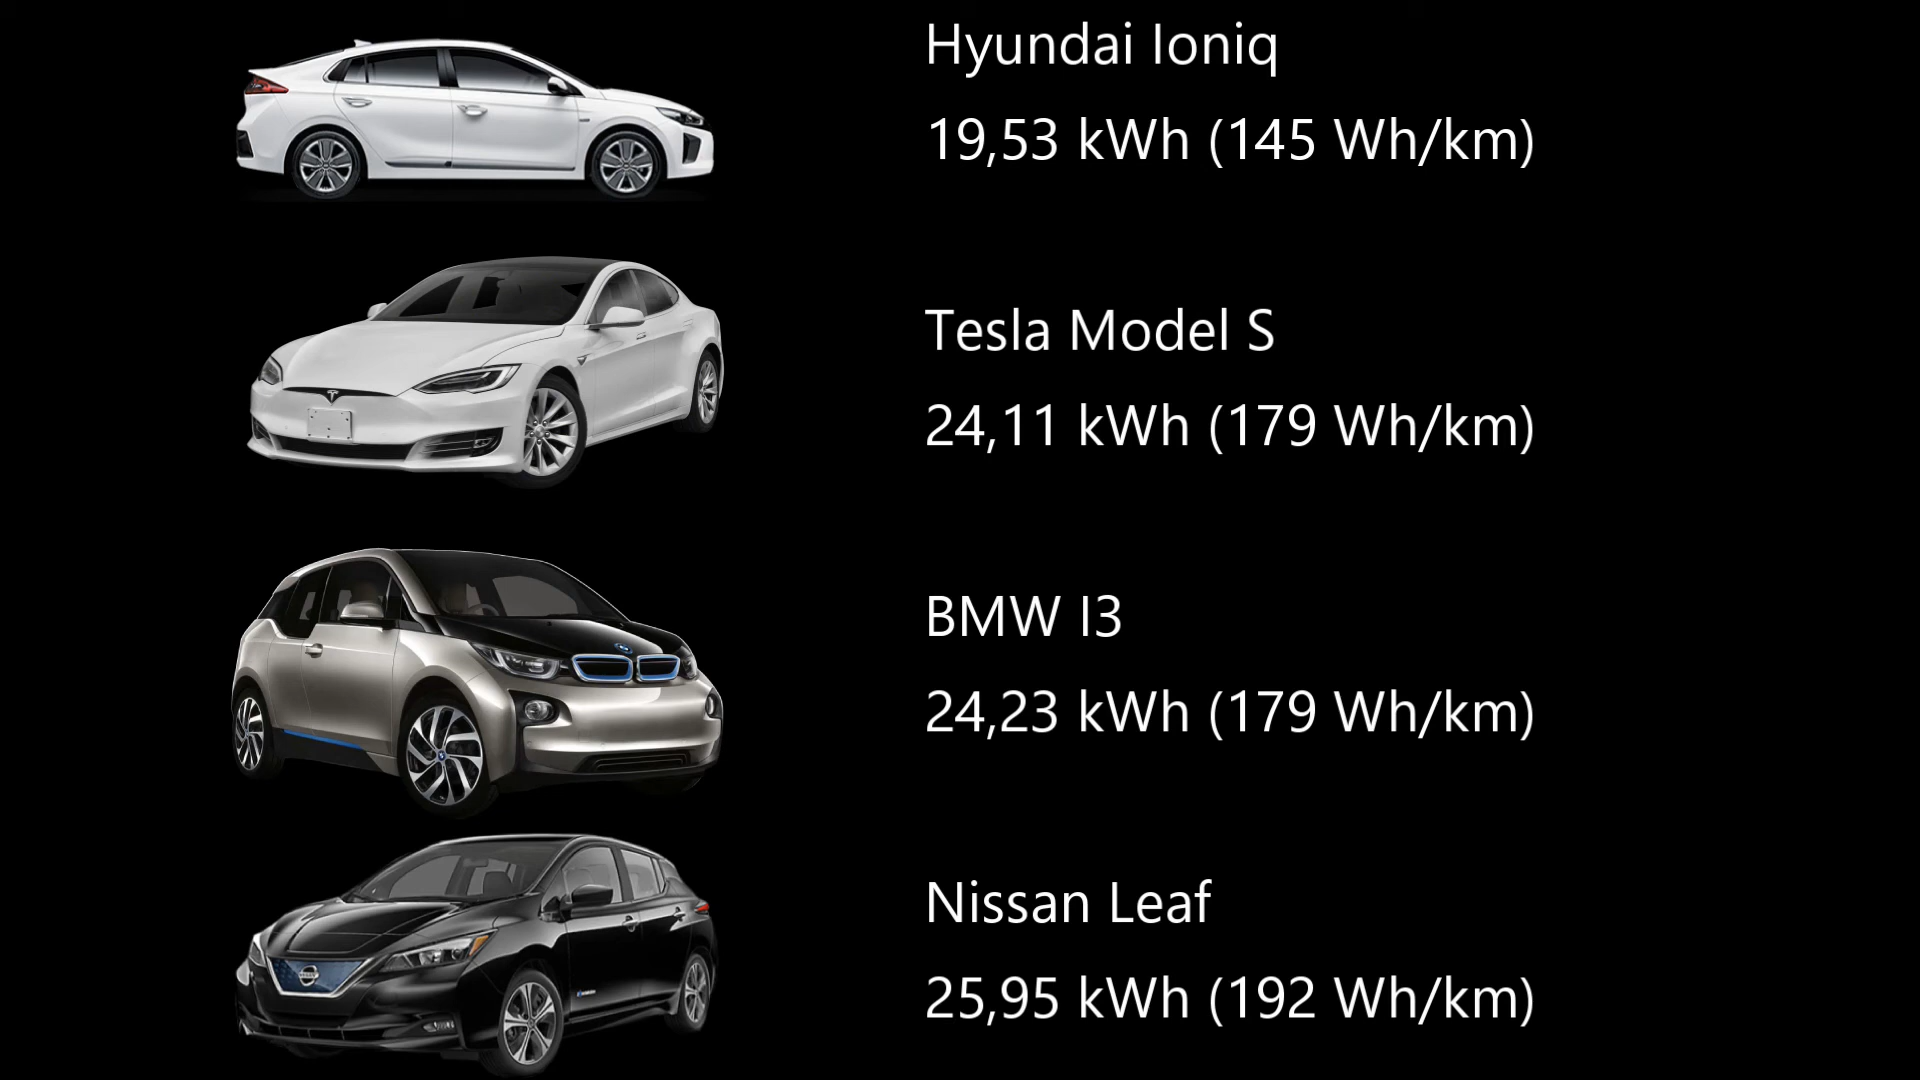 Hyundai Ioniq
19,53 kWh (145 Wh/km)
Tesla Model S
24,11 kWh (179 Wh/km)
BMW I3
24,23 kWh (179 Wh/km)
Nissan Leaf
25,95 kWh (192 Wh/km)